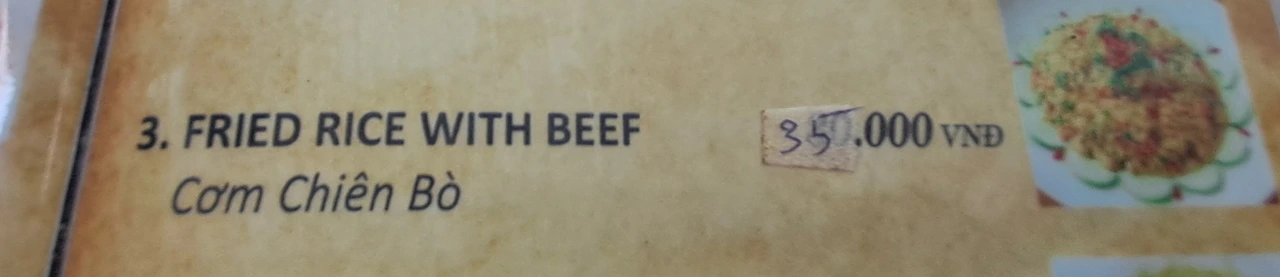 3. FRIED RICE WITH BEEF 35.000 VNĐ
Cơm Chiên Bò